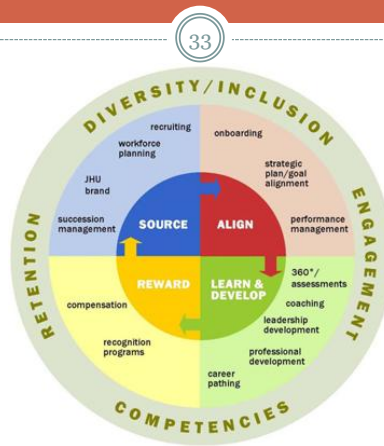 33
DIVERSITY/INCLUSION
ENGAGEMENT
COMPETENCIES
RETENTION
recruiting
workforce
planning
JHU
brand
succession
management
SOURCE
onboarding
strategic
plan/goal
alignment
performance
management
ALIGN
REWARD
compensation
recognition
programs
LEARN &
DEVELOP
360°/
assessments
coaching
leadership
development
professional
development
career
pathing